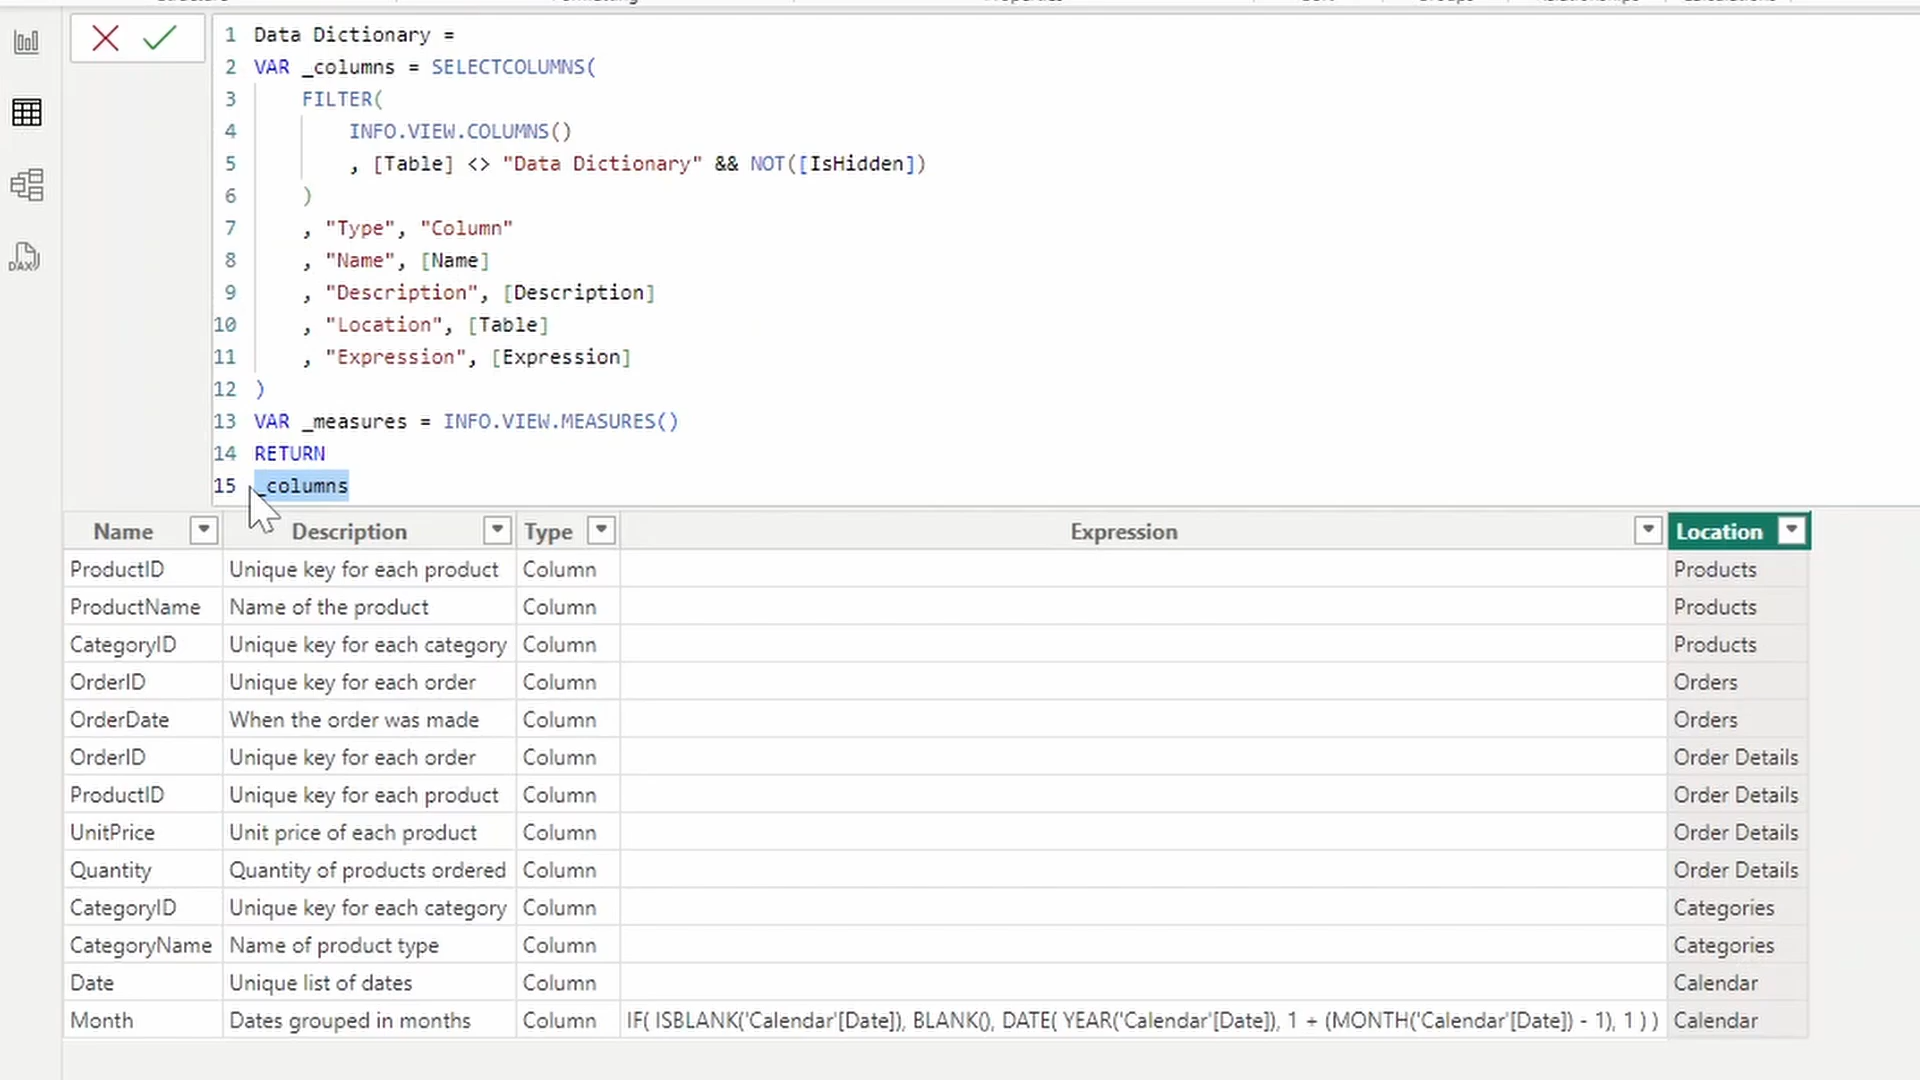 1 Data Dictionary =
2 VAR _columns = SELECTCOLUMNS(
3 FILTER(
4 INFO.VIEW.COLUMNS()
5 , [Table] <> "Data Dictionary" && NOT([IsHidden])
6 )
7 , "Type", "Column"
8 , "Name", [Name]
9 , "Description", [Description]
10 , "Location", [Table]
11 , "Expression", [Expression]
12 )
13 VAR _measures = INFO.VIEW.MEASURES()
14 RETURN
15 _columns
DAX
Name Description Type Expression Location
ProductID Unique key for each product Column Products
ProductName Name of the product Column Products
CategoryID Unique key for each category Column Products
OrderID Unique key for each order Column Orders
OrderDate When the order was made Column Orders
OrderID Unique key for each order Column Order Details
ProductID Unique key for each product Column Order Details
UnitPrice Unit price of each product Column Order Details
Quantity Quantity of products ordered Column Order Details
CategoryID Unique key for each category Column Categories
CategoryName Name of product type Column Categories
Date Unique list of dates Column Calendar
Month Dates grouped in months Column IF( ISBLANK('Calendar'[Date]), BLANK(), DATE( YEAR('Calendar'[Date]), 1 + (MONTH('Calendar'[Date]) - 1), 1 ) ) Calendar